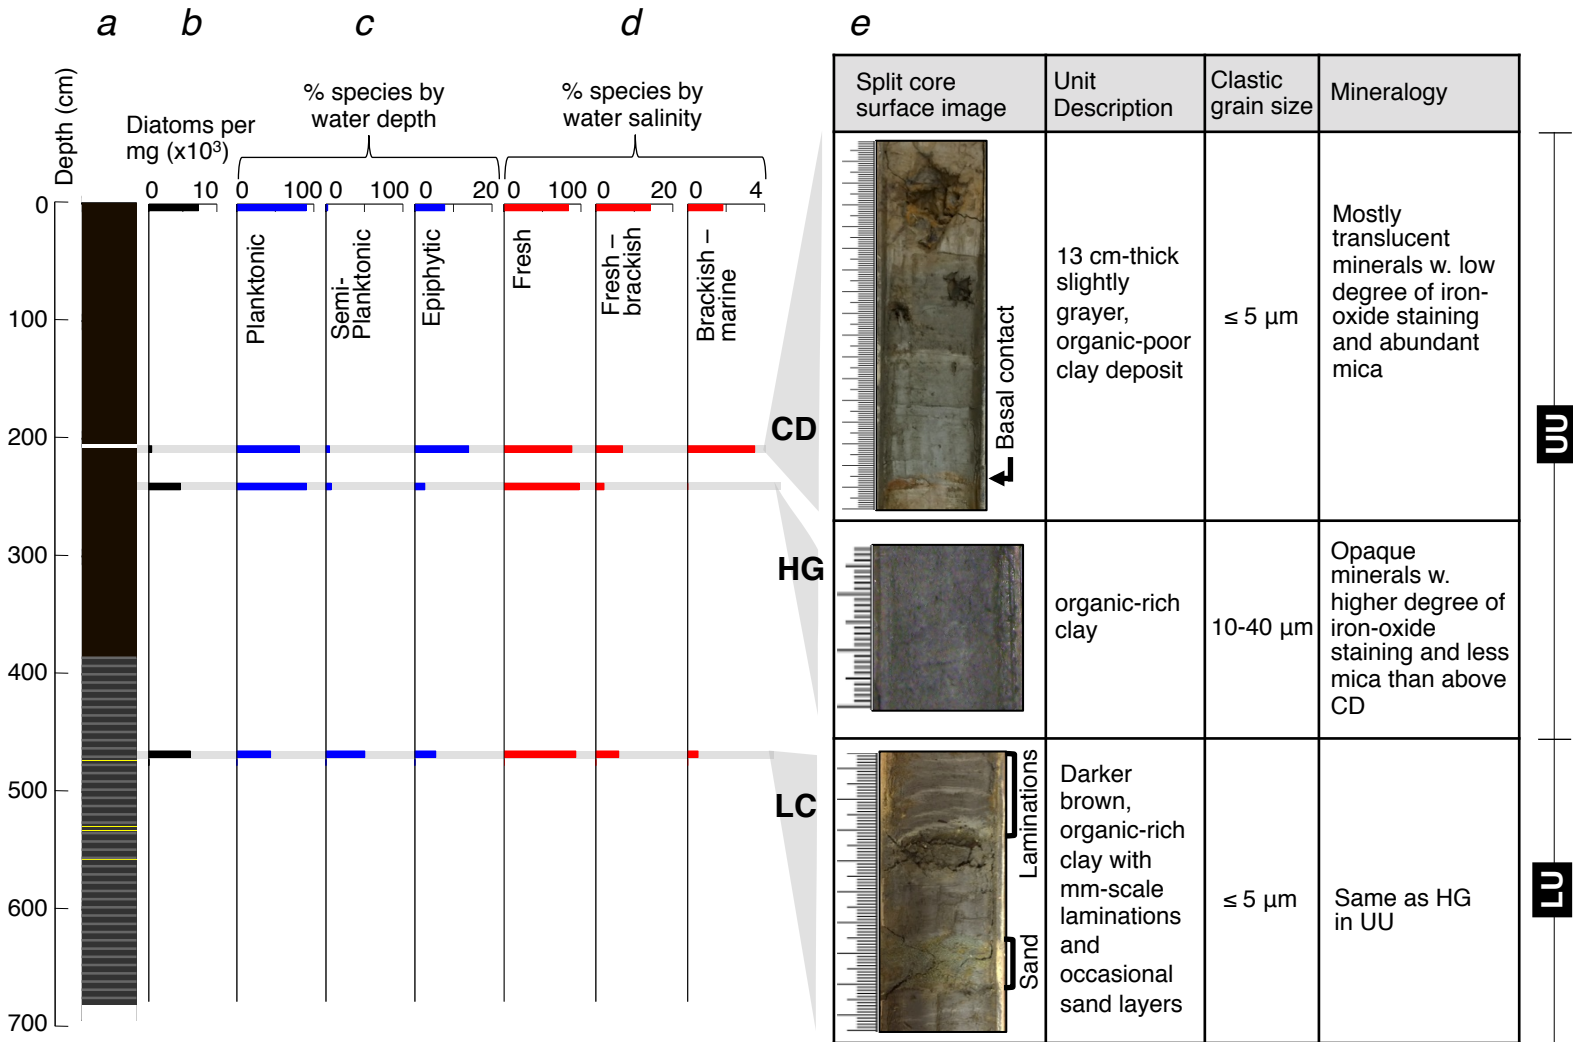 a b c d e
Depth (cm)
Diatoms per
mg (x10³)
% species by
water depth
% species by
water salinity
0 10 0 100 0 100 0 20 0 100 0 20 0 4
Planktonic
Semi-
Planktonic
Epiphytic
Fresh
Fresh –
brackish
Brackish –
marine
0
100
200
300
400
500
600
700
CD
HG
LC
Split core
surface image
Unit
Description
Clastic
grain size
Mineralogy
Basal contact
13 cm-thick
slightly
grayer,
organic-poor
clay deposit
≤ 5 μm
Mostly
translucent
minerals w. low
degree of iron-
oxide staining
and abundant
mica
organic-rich
clay
10-40 μm
Opaque
minerals w.
higher degree of
iron-oxide
staining and less
mica than above
CD
Laminations
Sand
Darker
brown,
organic-rich
clay with
mm-scale
laminations
and
occasional
sand layers
≤ 5 μm
Same as HG
in UU
UU
LU